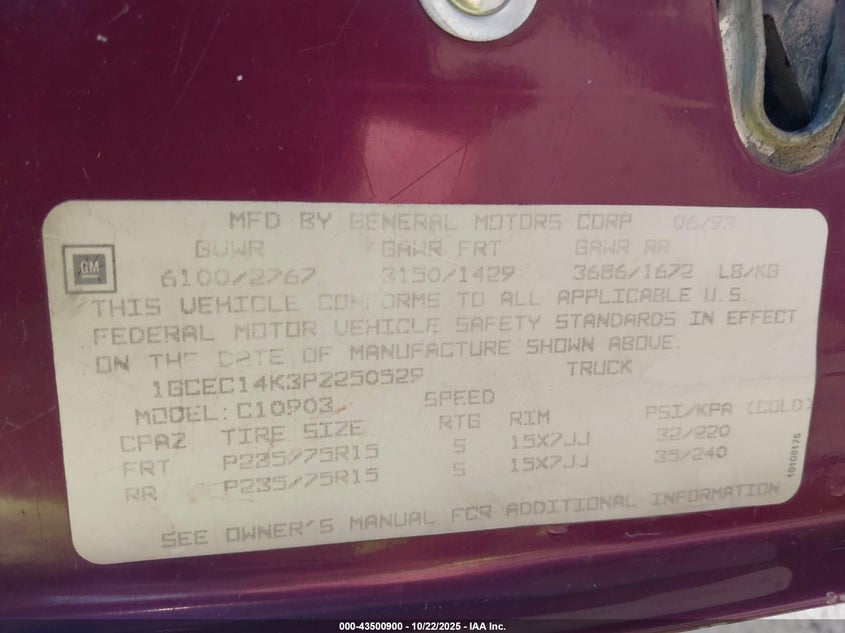 MFD BY GENERAL MOTORS CORP 06/93
GVWR GAWR FRT GAWR RR
GM
6100/2767 3150/1429 3686/1672 LB/KG
THIS VEHICLE CONFORMS TO ALL APPLICABLE U.S.
FEDERAL MOTOR VEHICLE SAFETY STANDARDS IN EFFECT
ON THE DATE OF MANUFACTURE SHOWN ABOVE.
1GCEC14K3P2250529 TRUCK
MODEL: C10903 SPEED
CPAZ TIRE SIZE RTG RIM PSI/KPA (COLD)
FRT P235/75R15 S 15X7JJ 32/220
RR P235/75R15 S 15X7JJ 35/240
SEE OWNER'S MANUAL FOR ADDITIONAL INFORMATION
10108175
000-43500900 - 10/22/2025 - IAA Inc.